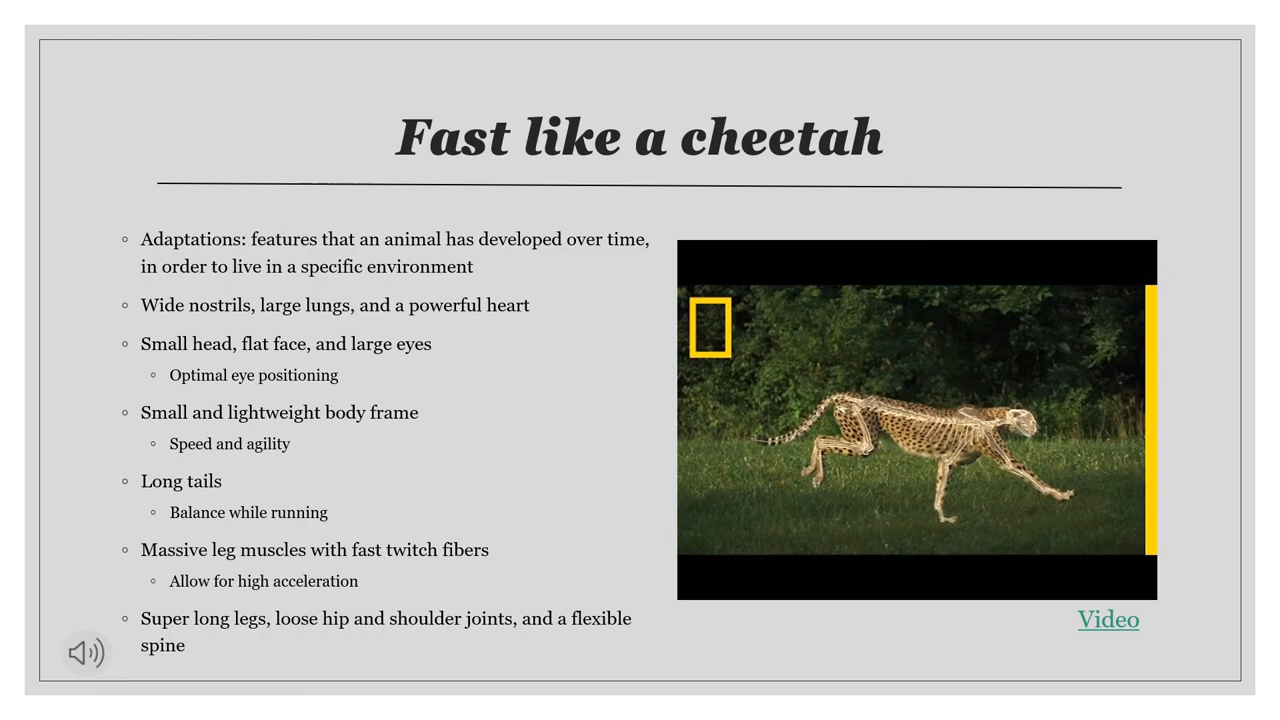 Fast like a cheetah
◦ Adaptations: features that an animal has developed over time,
in order to live in a specific environment
◦ Wide nostrils, large lungs, and a powerful heart
◦ Small head, flat face, and large eyes
◦ Optimal eye positioning
◦ Small and lightweight body frame
◦ Speed and agility
◦ Long tails
◦ Balance while running
◦ Massive leg muscles with fast twitch fibers
◦ Allow for high acceleration
◦ Super long legs, loose hip and shoulder joints, and a flexible
spine
Video